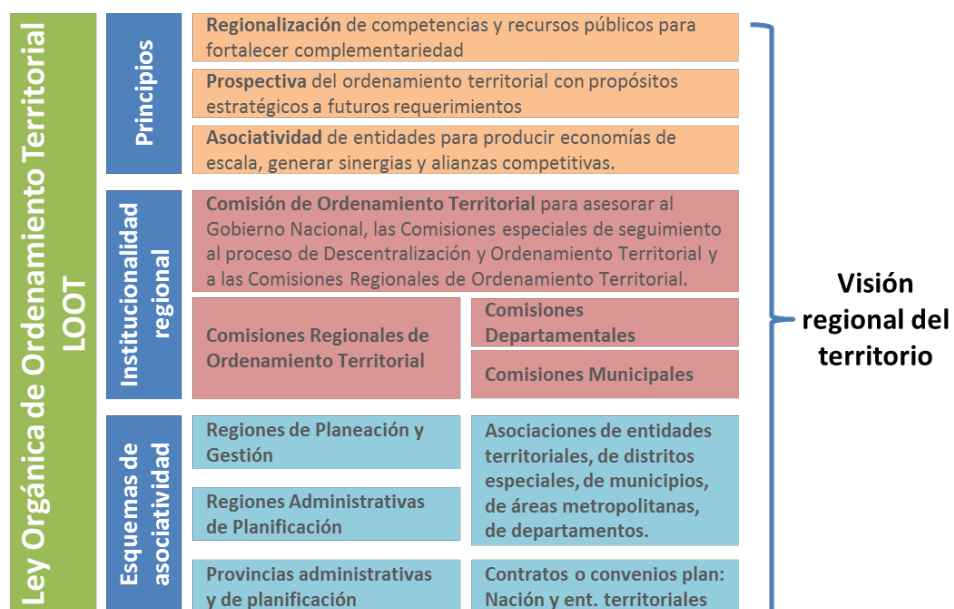 Ley Orgánica de Ordenamiento Territorial
LOOT
Principios
Regionalización de competencias y recursos públicos para
fortalecer complementariedad
Prospectiva del ordenamiento territorial con propósitos
estratégicos a futuros requerimientos
Asociatividad de entidades para producir economías de
escala, generar sinergias y alianzas competitivas.
Institucionalidad
regional
Comisión de Ordenamiento Territorial para asesorar al
Gobierno Nacional, las Comisiones especiales de seguimiento
al proceso de Descentralización y Ordenamiento Territorial y
a las Comisiones Regionales de Ordenamiento Territorial.
Comisiones Regionales de
Ordenamiento Territorial
Comisiones
Departamentales
Comisiones Municipales
Esquemas de
asociatividad
Regiones de Planeación y
Gestión
Regiones Administrativas
de Planificación
Provincias administrativas
y de planificación
Asociaciones de entidades
territoriales, de distritos
especiales, de municipios,
de áreas metropolitanas,
de departamentos.
Contratos o convenios plan:
Nación y ent. territoriales
Visión
regional del
territorio